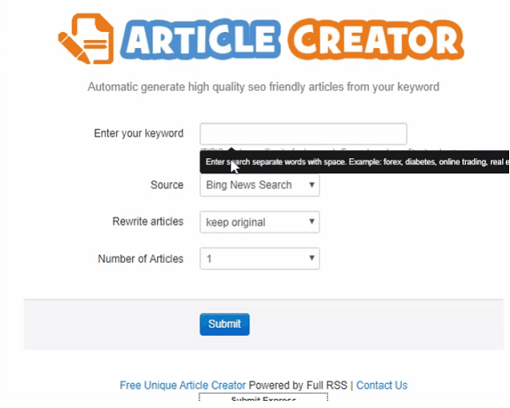 ARTICLE CREATOR
Automatic generate high quality seo friendly articles from your keyword
Enter your keyword
Enter search separate words with space. Example: forex, diabetes, online trading, real e
Source
Bing News Search
Rewrite articles
keep original
Number of Articles
1
Submit
Free Unique Article Creator Powered by Full RSS | Contact Us
Submit Express